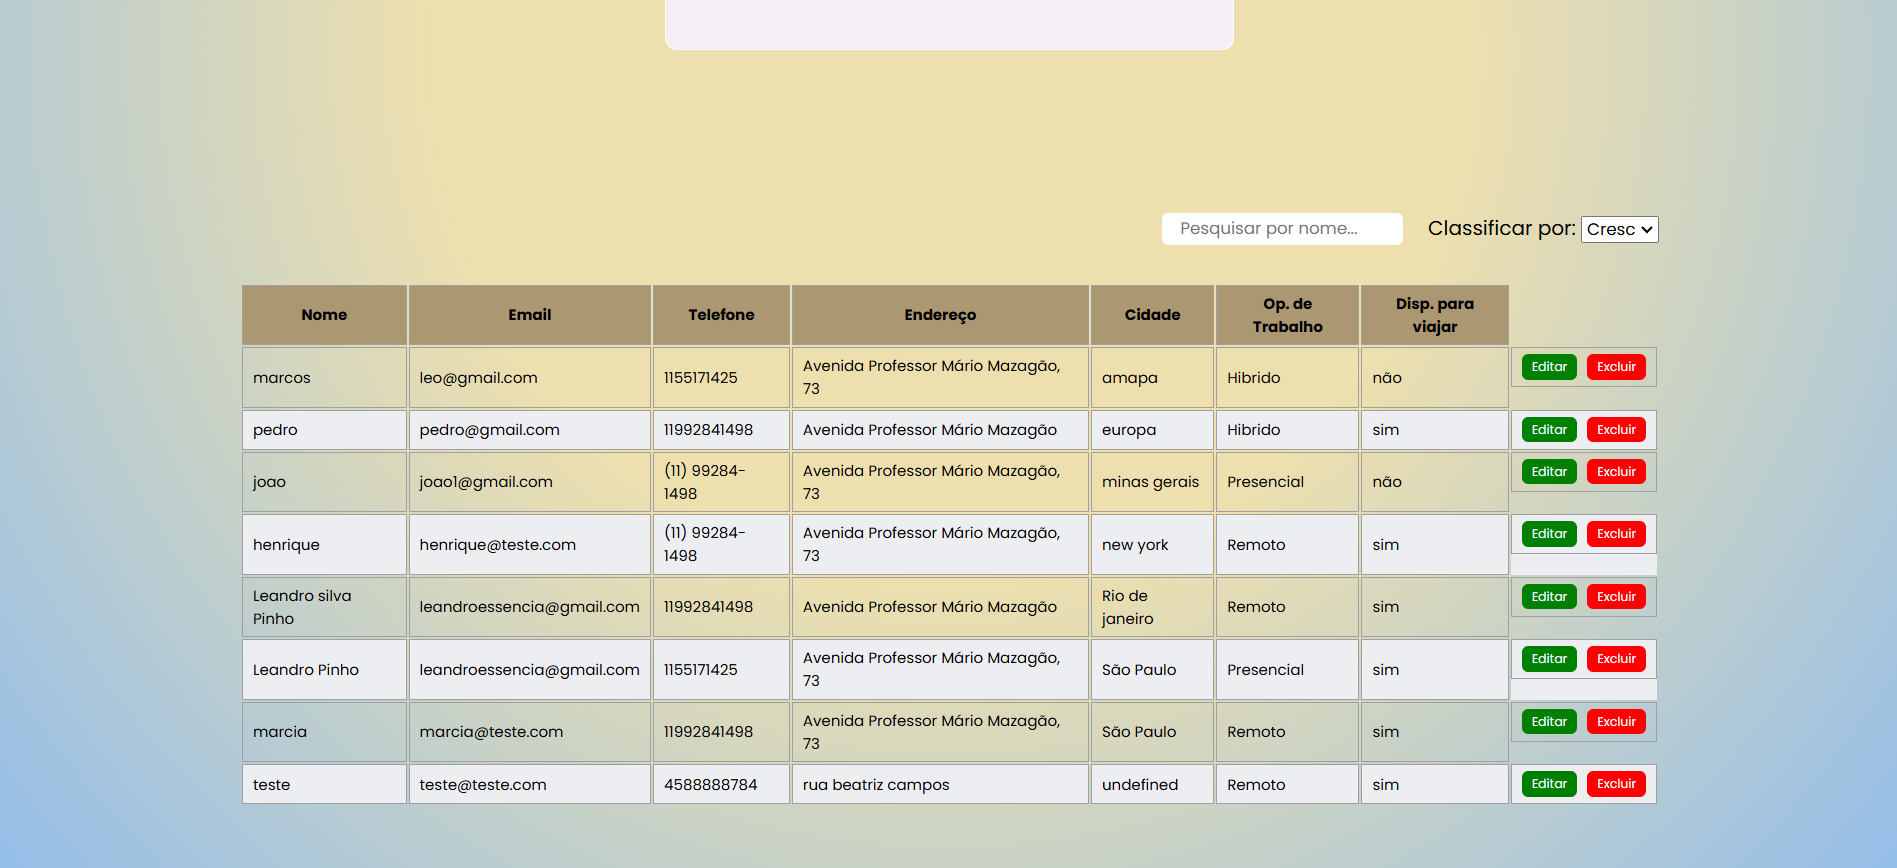 Pesquisar por nome... Classificar por: Cresc
Nome Email Telefone Endereço Cidade Op. de Trabalho Disp. para viajar
marcos leo@gmail.com 1155171425 Avenida Professor Mário Mazagão, 73 amapa Hibrido não Editar Excluir
pedro pedro@gmail.com 11992841498 Avenida Professor Mário Mazagão europa Hibrido sim Editar Excluir
joao joao1@gmail.com (11) 99284-1498 Avenida Professor Mário Mazagão, 73 minas gerais Presencial não Editar Excluir
henrique henrique@teste.com (11) 99284-1498 Avenida Professor Mário Mazagão, 73 new york Remoto sim Editar Excluir
Leandro silva Pinho leandroessencia@gmail.com 11992841498 Avenida Professor Mário Mazagão Rio de janeiro Remoto sim Editar Excluir
Leandro Pinho leandroessencia@gmail.com 1155171425 Avenida Professor Mário Mazagão, 73 São Paulo Presencial sim Editar Excluir
marcia marcia@teste.com 11992841498 Avenida Professor Mário Mazagão, 73 São Paulo Remoto sim Editar Excluir
teste teste@teste.com 4588888784 rua beatriz campos undefined Remoto sim Editar Excluir